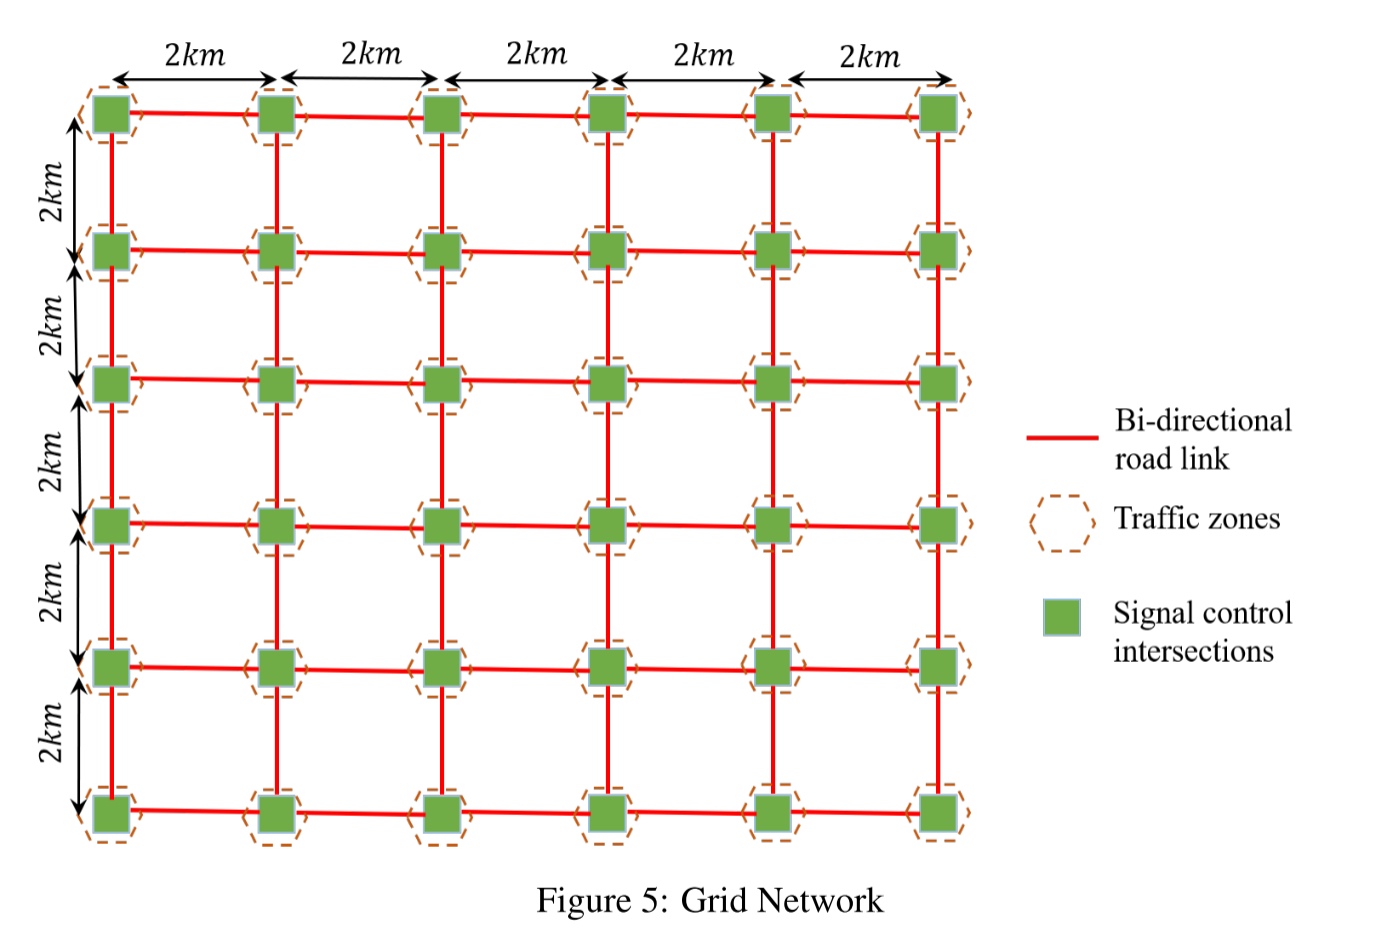 2km
2km
2km
2km
2km
2km
2km
2km
2km
2km
Bi-directional
road link
Traffic zones
Signal control
intersections
Figure 5: Grid Network